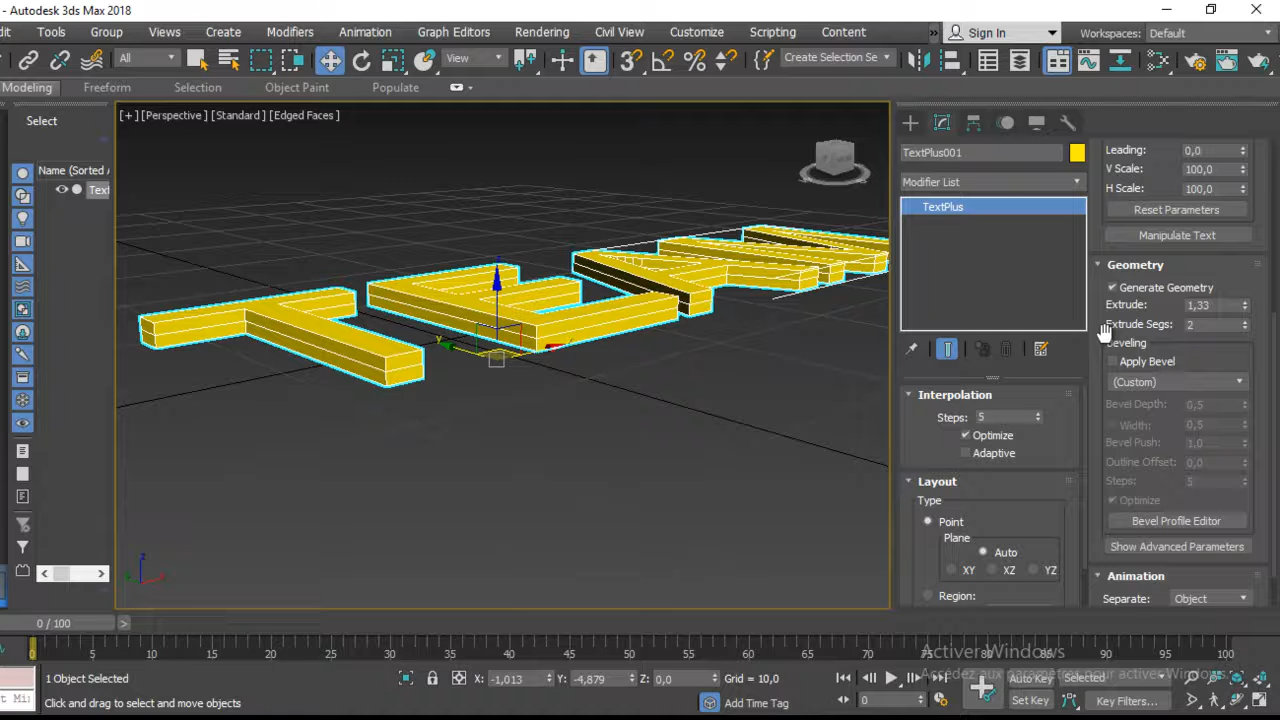 - Autodesk 3ds Max 2018
Tools Group Views Create Modifiers Animation Graph Editors Rendering Civil View Customize Scripting Content » Sign In Workspaces: Default
All View Create Selection Se
Modeling Freeform Selection Object Paint Populate
Select
[+] [Perspective] [Standard] [Edged Faces]
Name (Sorted A
Text
TextPlus001
Modifier List
TextPlus
Leading: 0,0
V Scale: 100,0
H Scale: 100,0
Reset Parameters
Manipulate Text
Geometry
Generate Geometry
Extrude: 1,33
Extrude Segs: 2
Beveling
Apply Bevel
(Custom)
Bevel Depth: 0,5
Width: 0,5
Bevel Push: 1,0
Outline Offset: 0,0
Steps: 5
Optimize
Bevel Profile Editor
Show Advanced Parameters
Animation
Separate: Object
Interpolation
Steps: 5
Optimize
Adaptive
Layout
Type
Point
Plane
Auto
XY XZ YZ
Region:
z
y
z
0 / 100 >
0 5 10 15 20 25 30 35 40 45 50 55 60 65 70 75 80 85 90 95 100
Activer Windows
Accédez aux paramètres pour activer Windows.
1 Object Selected X: -1,013 Y: -4,879 Z: 0,0 Grid = 10,0 Auto Key Selected
Click and drag to select and move objects Add Time Tag 0 Set Key Key Filters...